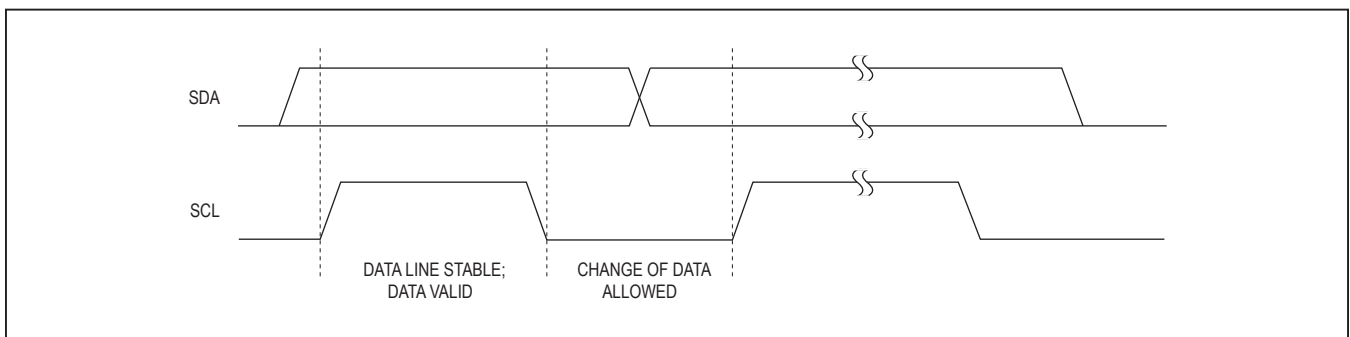 SDA
SCL
DATA LINE STABLE;
DATA VALID
CHANGE OF DATA
ALLOWED